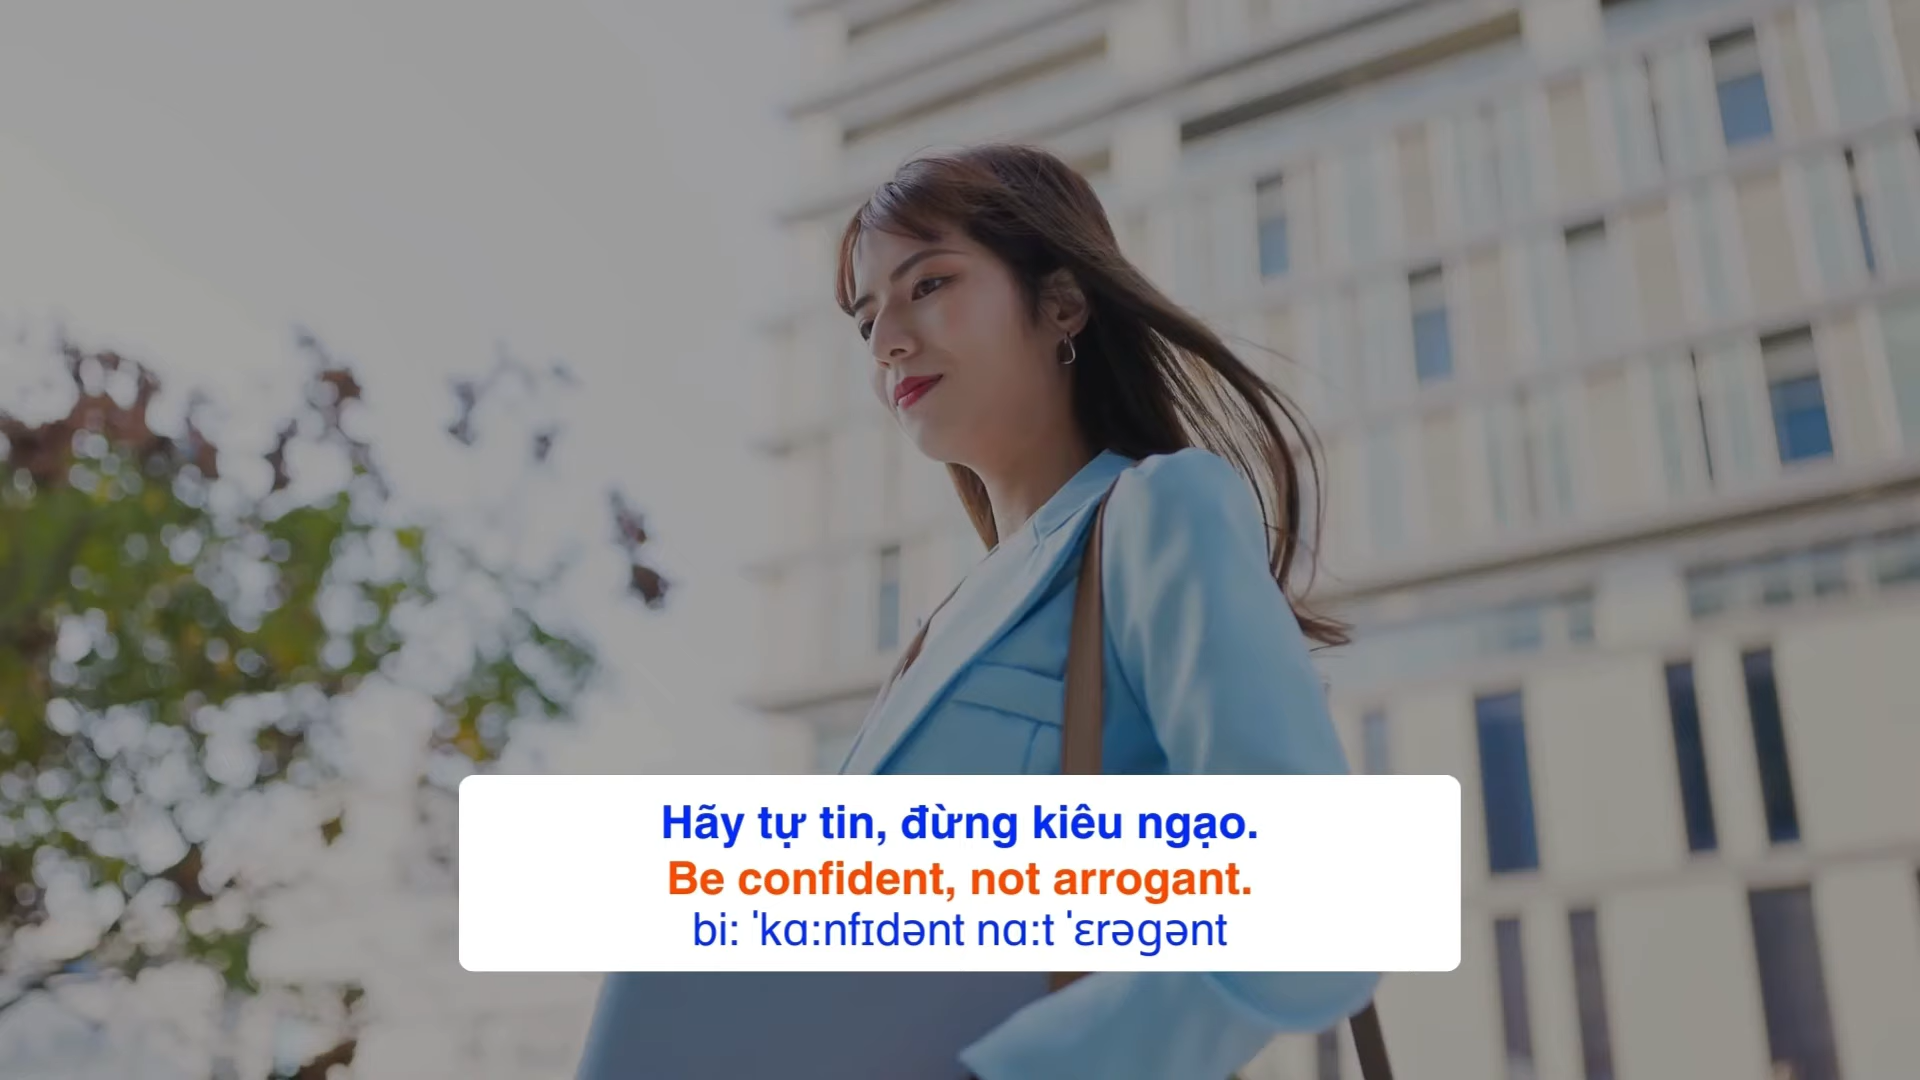 Hãy tự tin, đừng kiêu ngạo.
Be confident, not arrogant.
bi: ˈkɑ:nfɪdənt nɑ:t ˈɛrəgənt